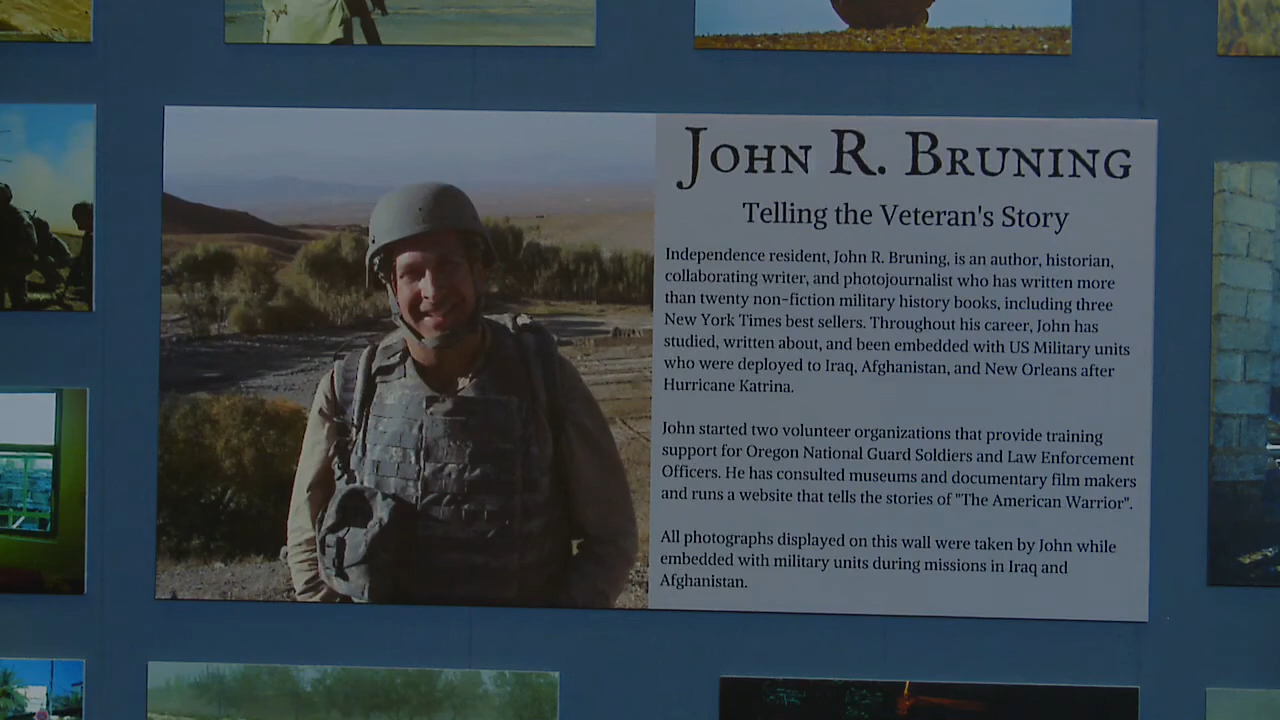 John R. Bruning
Telling the Veteran's Story
Independence resident, John R. Bruning, is an author, historian,
collaborating writer, and photojournalist who has written more
than twenty non-fiction military history books, including three
New York Times best sellers. Throughout his career, John has
studied, written about, and been embedded with US Military units
who were deployed to Iraq, Afghanistan, and New Orleans after
Hurricane Katrina.
John started two volunteer organizations that provide training
support for Oregon National Guard Soldiers and Law Enforcement
Officers. He has consulted museums and documentary film makers
and runs a website that tells the stories of "The American Warrior".
All photographs displayed on this wall were taken by John while
embedded with military units during missions in Iraq and
Afghanistan.